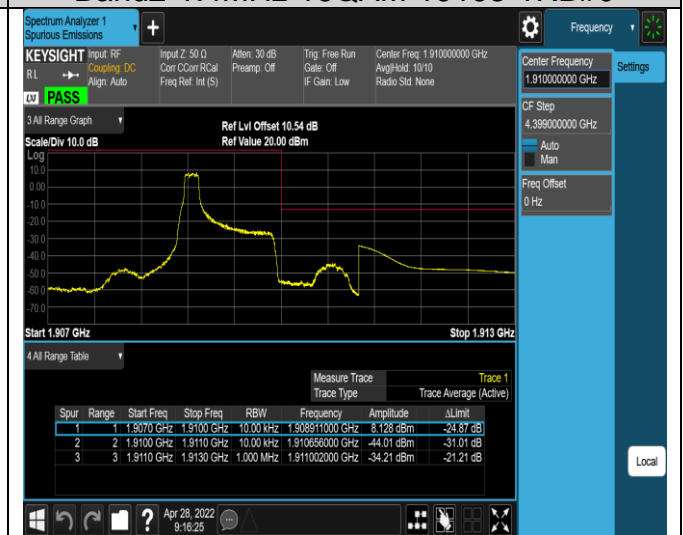 Spectrum Analyzer 1
Spurious Emissions
+
Frequency
KEYSIGHT
R L
LXI
PASS
Input: RF
Coupling: DC
Align: Auto
Input Z: 50 Ω
Corr CCorr RCal
Freq Ref: Int (S)
Atten: 30 dB
Preamp: Off
Trig: Free Run
Gate: Off
IF Gain: Low
Center Freq: 1.910000000 GHz
Avg|Hold: 10/10
Radio Std: None
Center Frequency
1.910000000 GHz
Settings
CF Step
4.399000000 GHz
Auto
Man
Freq Offset
0 Hz
3 All Range Graph
Scale/Div 10.0 dB
Ref Lvl Offset 10.54 dB
Ref Value 20.00 dBm
Log
10.0
0.00
-10.0
-20.0
-30.0
-40.0
-50.0
-60.0
-70.0
Start 1.907 GHz
Stop 1.913 GHz
4 All Range Table
Measure Trace Trace 1
Trace Type Trace Average (Active)
Spur Range Start Freq Stop Freq RBW Frequency Amplitude ΔLimit
1 1 1.9070 GHz 1.9100 GHz 10.00 kHz 1.908911000 GHz 8.128 dBm -24.87 dB
2 2 1.9100 GHz 1.9110 GHz 10.00 kHz 1.910656000 GHz -44.01 dBm -31.01 dB
3 3 1.9110 GHz 1.9130 GHz 1.000 MHz 1.911002000 GHz -34.21 dBm -21.21 dB
Local
?
Apr 28, 2022
9:16:25